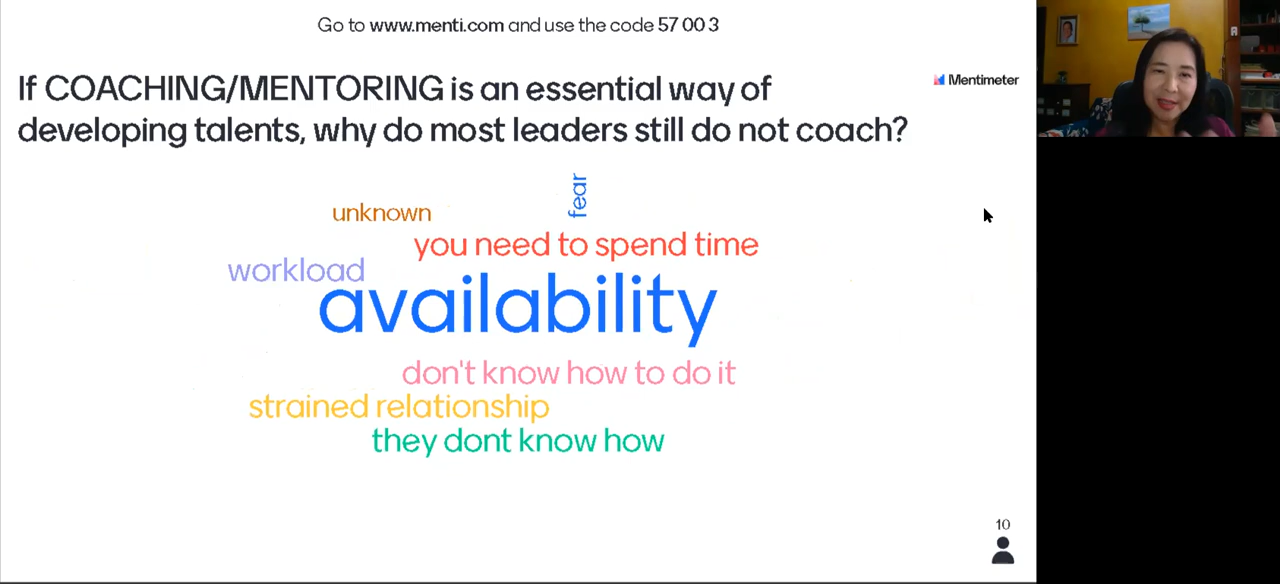 Go to www.menti.com and use the code 57 00 3
If COACHING/MENTORING is an essential way of
developing talents, why do most leaders still do not coach?
Mentimeter
fear
unknown
you need to spend time
workload
availability
don't know how to do it
strained relationship
they dont know how
10